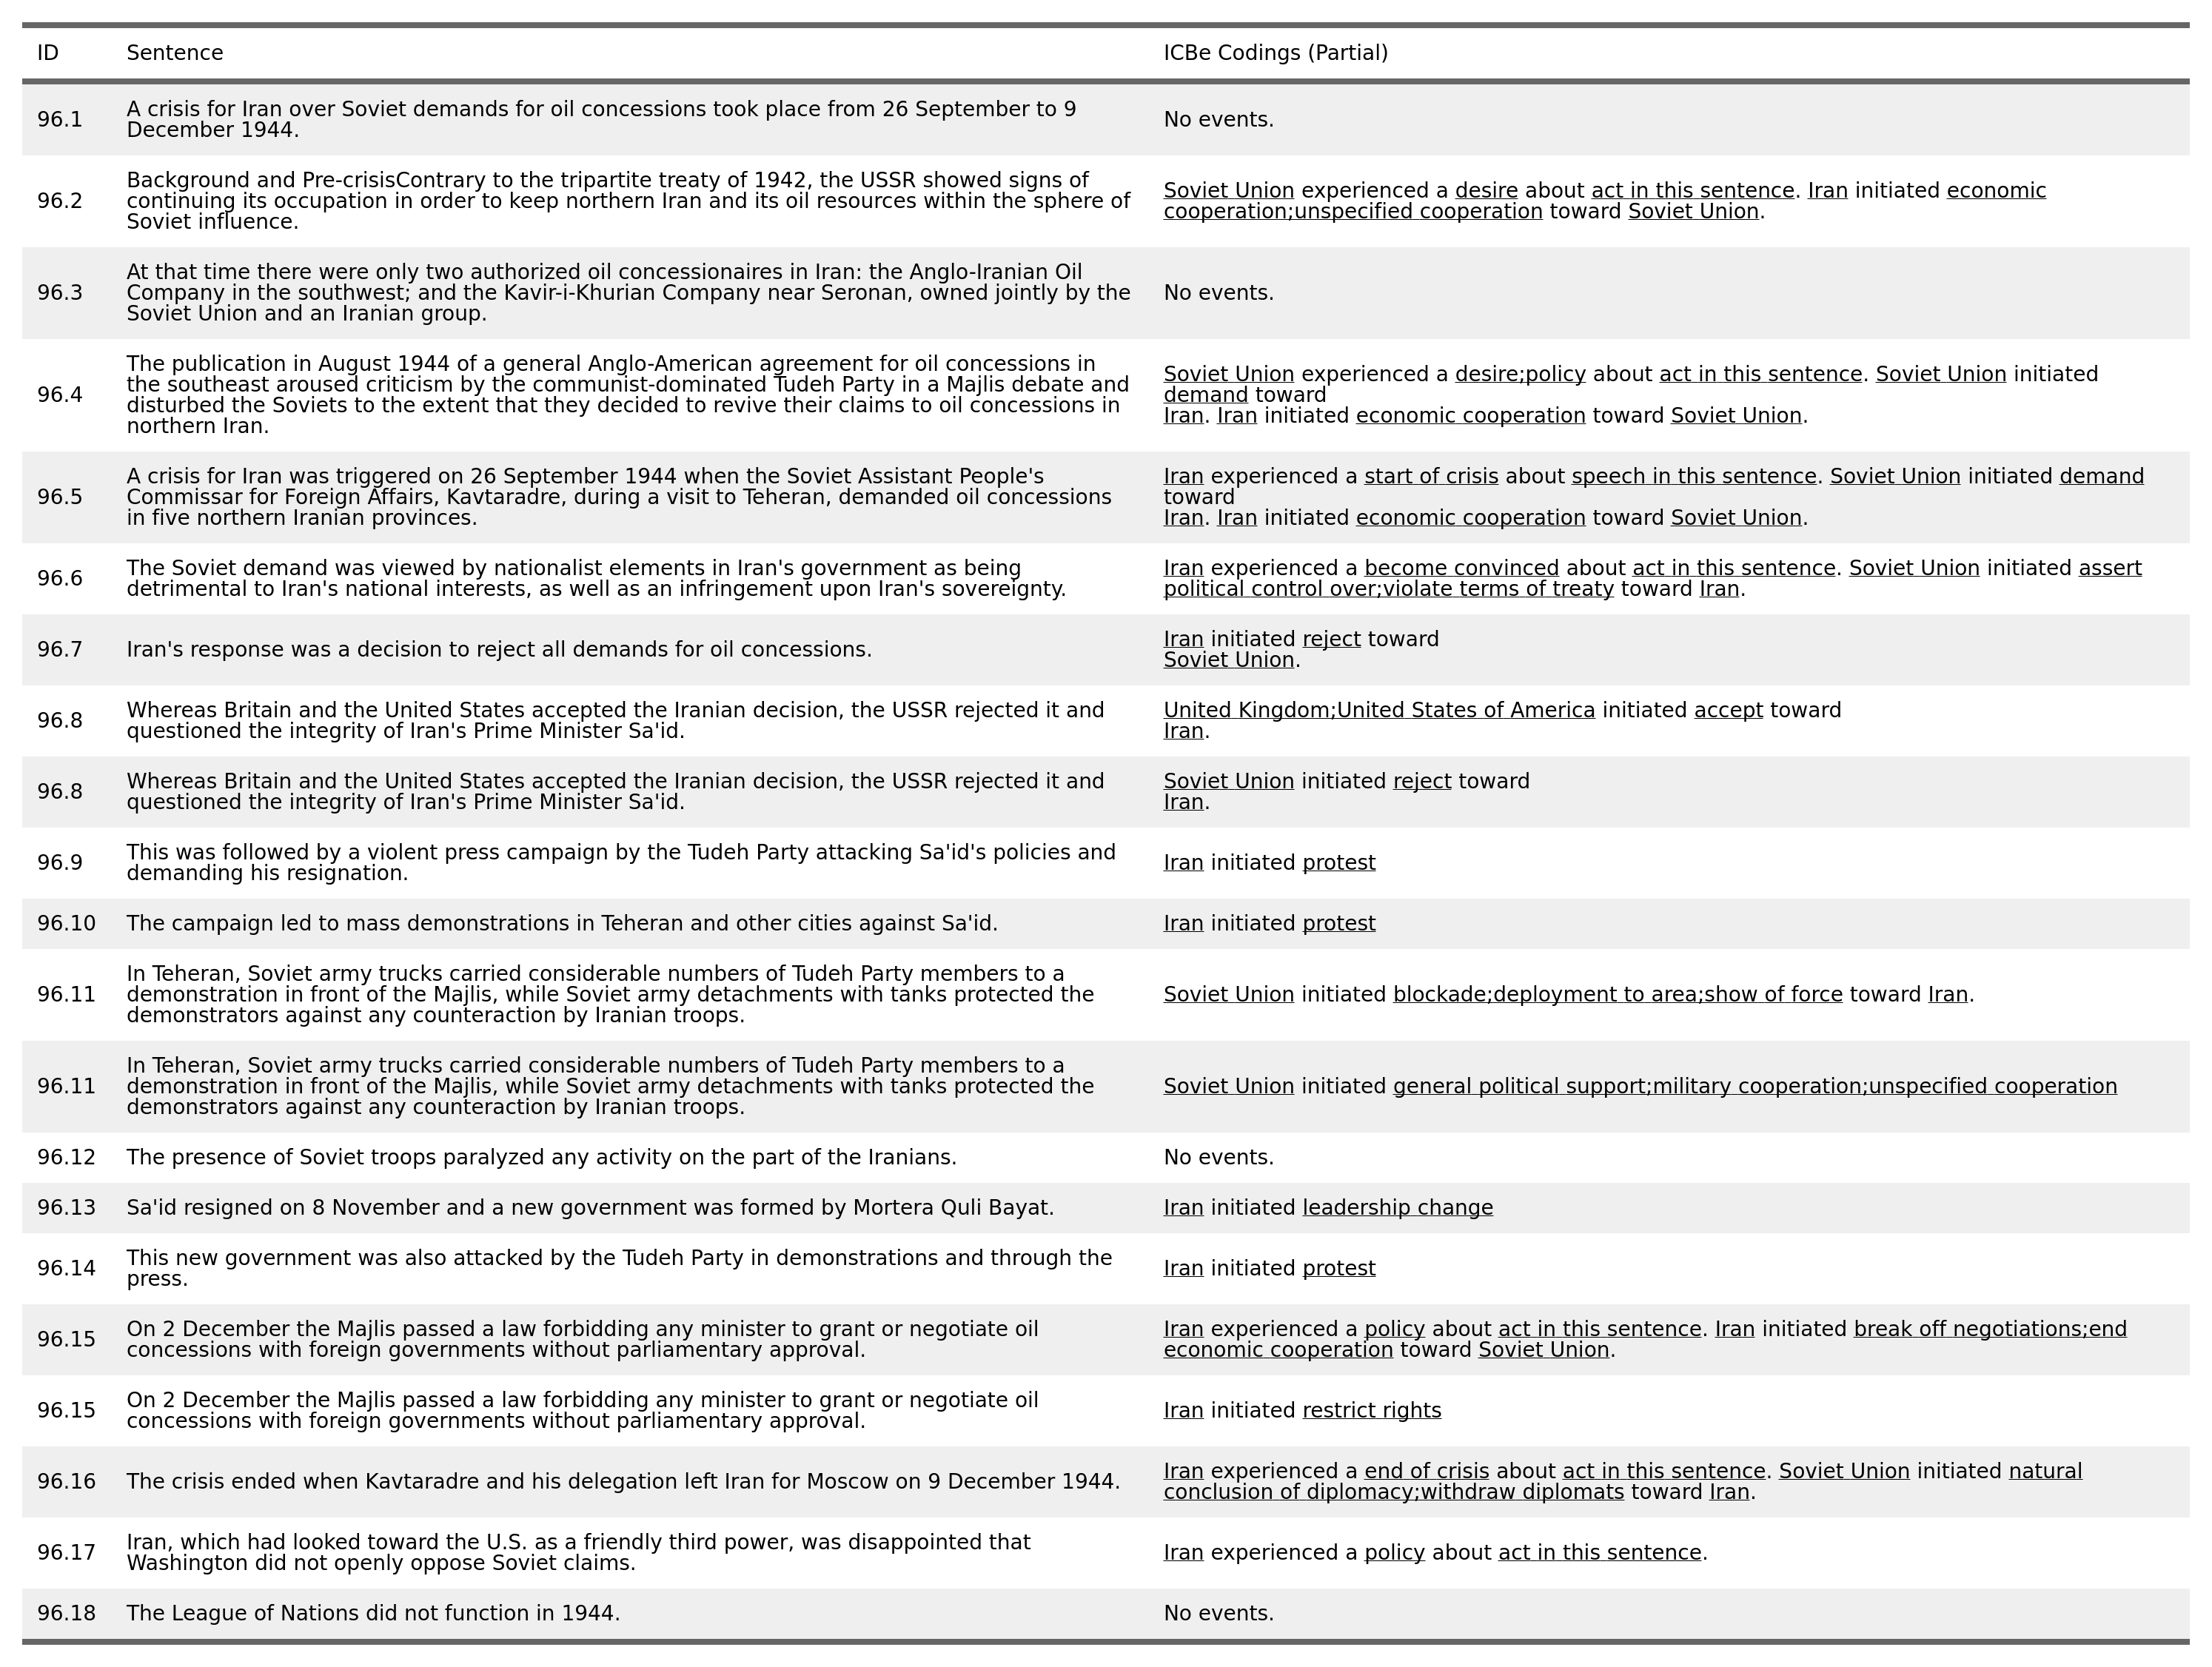 ID Sentence ICBe Codings (Partial)
96.1 A crisis for Iran over Soviet demands for oil concessions took place from 26 September to 9
December 1944.
No events.
96.2 Background and Pre-crisisContrary to the tripartite treaty of 1942, the USSR showed signs of
continuing its occupation in order to keep northern Iran and its oil resources within the sphere of
Soviet influence.
Soviet Union experienced a desire about act in this sentence. Iran initiated economic
cooperation;unspecified cooperation toward Soviet Union.
96.3 At that time there were only two authorized oil concessionaires in Iran: the Anglo-Iranian Oil
Company in the southwest; and the Kavir-i-Khurian Company near Seronan, owned jointly by the
Soviet Union and an Iranian group.
No events.
96.4 The publication in August 1944 of a general Anglo-American agreement for oil concessions in
the southeast aroused criticism by the communist-dominated Tudeh Party in a Majlis debate and
disturbed the Soviets to the extent that they decided to revive their claims to oil concessions in
northern Iran.
Soviet Union experienced a desire;policy about act in this sentence. Soviet Union initiated
demand toward
Iran. Iran initiated economic cooperation toward Soviet Union.
96.5 A crisis for Iran was triggered on 26 September 1944 when the Soviet Assistant People's
Commissar for Foreign Affairs, Kavtaradre, during a visit to Teheran, demanded oil concessions
in five northern Iranian provinces.
Iran experienced a start of crisis about speech in this sentence. Soviet Union initiated demand
toward
Iran. Iran initiated economic cooperation toward Soviet Union.
96.6 The Soviet demand was viewed by nationalist elements in Iran's government as being
detrimental to Iran's national interests, as well as an infringement upon Iran's sovereignty.
Iran experienced a become convinced about act in this sentence. Soviet Union initiated assert
political control over;violate terms of treaty toward Iran.
96.7 Iran's response was a decision to reject all demands for oil concessions.
Iran initiated reject toward
Soviet Union.
96.8 Whereas Britain and the United States accepted the Iranian decision, the USSR rejected it and
questioned the integrity of Iran's Prime Minister Sa'id.
United Kingdom;United States of America initiated accept toward
Iran.
96.8 Whereas Britain and the United States accepted the Iranian decision, the USSR rejected it and
questioned the integrity of Iran's Prime Minister Sa'id.
Soviet Union initiated reject toward
Iran.
96.9 This was followed by a violent press campaign by the Tudeh Party attacking Sa'id's policies and
demanding his resignation.
Iran initiated protest
96.10 The campaign led to mass demonstrations in Teheran and other cities against Sa'id.
Iran initiated protest
96.11 In Teheran, Soviet army trucks carried considerable numbers of Tudeh Party members to a
demonstration in front of the Majlis, while Soviet army detachments with tanks protected the
demonstrators against any counteraction by Iranian troops.
Soviet Union initiated blockade;deployment to area;show of force toward Iran.
96.11 In Teheran, Soviet army trucks carried considerable numbers of Tudeh Party members to a
demonstration in front of the Majlis, while Soviet army detachments with tanks protected the
demonstrators against any counteraction by Iranian troops.
Soviet Union initiated general political support;military cooperation;unspecified cooperation
96.12 The presence of Soviet troops paralyzed any activity on the part of the Iranians.
No events.
96.13 Sa'id resigned on 8 November and a new government was formed by Mortera Quli Bayat.
Iran initiated leadership change
96.14 This new government was also attacked by the Tudeh Party in demonstrations and through the
press.
Iran initiated protest
96.15 On 2 December the Majlis passed a law forbidding any minister to grant or negotiate oil
concessions with foreign governments without parliamentary approval.
Iran experienced a policy about act in this sentence. Iran initiated break off negotiations;end
economic cooperation toward Soviet Union.
96.15 On 2 December the Majlis passed a law forbidding any minister to grant or negotiate oil
concessions with foreign governments without parliamentary approval.
Iran initiated restrict rights
96.16 The crisis ended when Kavtaradre and his delegation left Iran for Moscow on 9 December 1944.
Iran experienced a end of crisis about act in this sentence. Soviet Union initiated natural
conclusion of diplomacy;withdraw diplomats toward Iran.
96.17 Iran, which had looked toward the U.S. as a friendly third power, was disappointed that
Washington did not openly oppose Soviet claims.
Iran experienced a policy about act in this sentence.
96.18 The League of Nations did not function in 1944.
No events.